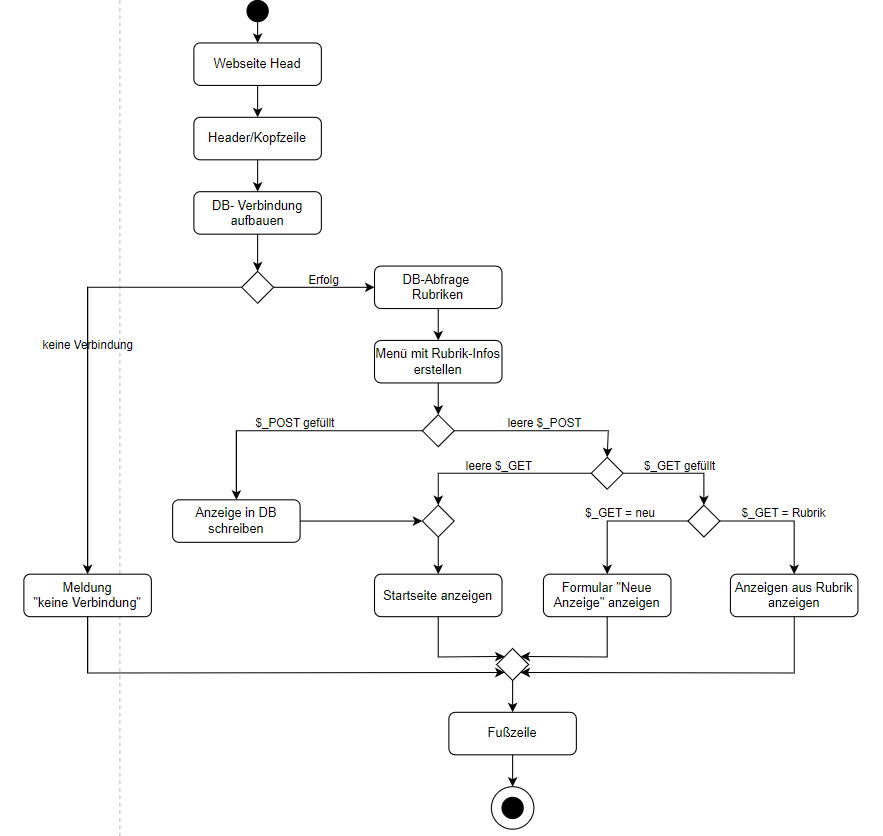 Webseite Head
Header/Kopfzeile
DB- Verbindung
aufbauen
Erfolg
DB-Abfrage
Rubriken
keine Verbindung
Menü mit Rubrik-Infos
erstellen
$_POST gefüllt
leere $_POST
leere $_GET
$_GET gefüllt
Anzeige in DB
schreiben
$_GET = neu
$_GET = Rubrik
Meldung
"keine Verbindung"
Startseite anzeigen
Formular "Neue
Anzeige" anzeigen
Anzeigen aus Rubrik
anzeigen
Fußzeile